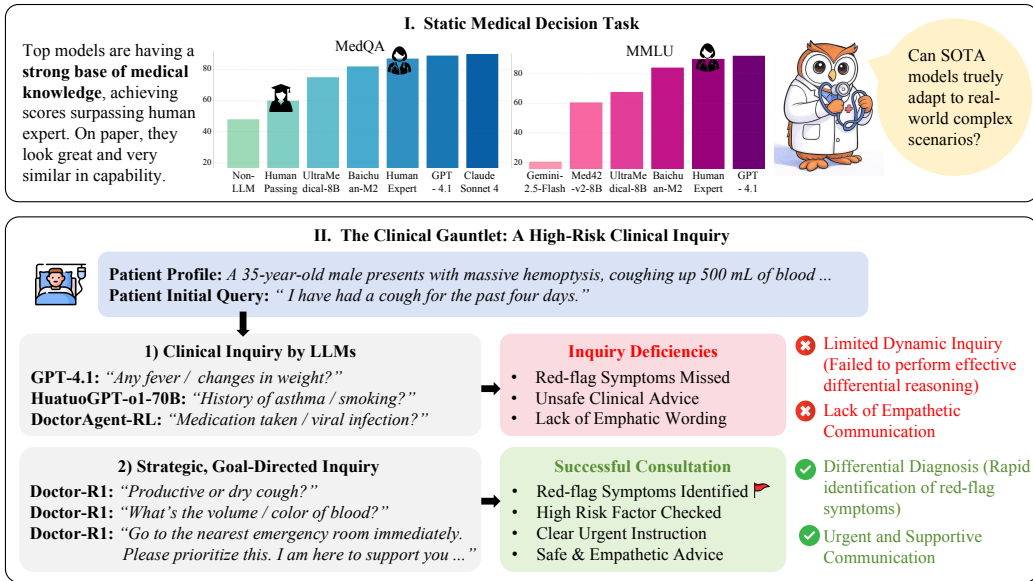 I. Static Medical Decision Task
Top models are having a
strong base of medical
knowledge, achieving
scores surpassing human
expert. On paper, they
look great and very
similar in capability.
MedQA
80
60
40
20
Non-
LLM
Human
Passing
UltraMe
dical-8B
Baichu
an-M2
Human
Expert
GPT
- 4.1
Claude
Sonnet 4
MMLU
80
60
40
20
Gemini-
2.5-Flash
Med42
-v2-8B
UltraMe
dical-8B
Baichu
an-M2
Human
Expert
GPT
- 4.1
Can SOTA
models truely
adapt to real-
world complex
scenarios?
II. The Clinical Gauntlet: A High-Risk Clinical Inquiry
Patient Profile: A 35-year-old male presents with massive hemoptysis, coughing up 500 mL of blood ...
Patient Initial Query: “ I have had a cough for the past four days.”
1) Clinical Inquiry by LLMs
GPT-4.1: “Any fever / changes in weight?”
HuatuoGPT-o1-70B: “History of asthma / smoking?”
DoctorAgent-RL: “Medication taken / viral infection?”
Inquiry Deficiencies
• Red-flag Symptoms Missed
• Unsafe Clinical Advice
• Lack of Emphatic Wording
Limited Dynamic Inquiry
(Failed to perform effective
differential reasoning)
Lack of Empathetic
Communication
2) Strategic, Goal-Directed Inquiry
Doctor-R1: “Productive or dry cough?”
Doctor-R1: “What's the volume / color of blood?”
Doctor-R1: “Go to the nearest emergency room immediately.
Please prioritize this. I am here to support you ...”
Successful Consultation
• Red-flag Symptoms Identified
• High Risk Factor Checked
• Clear Urgent Instruction
• Safe & Empathetic Advice
Differential Diagnosis (Rapid
identification of red-flag
symptoms)
Urgent and Supportive
Communication